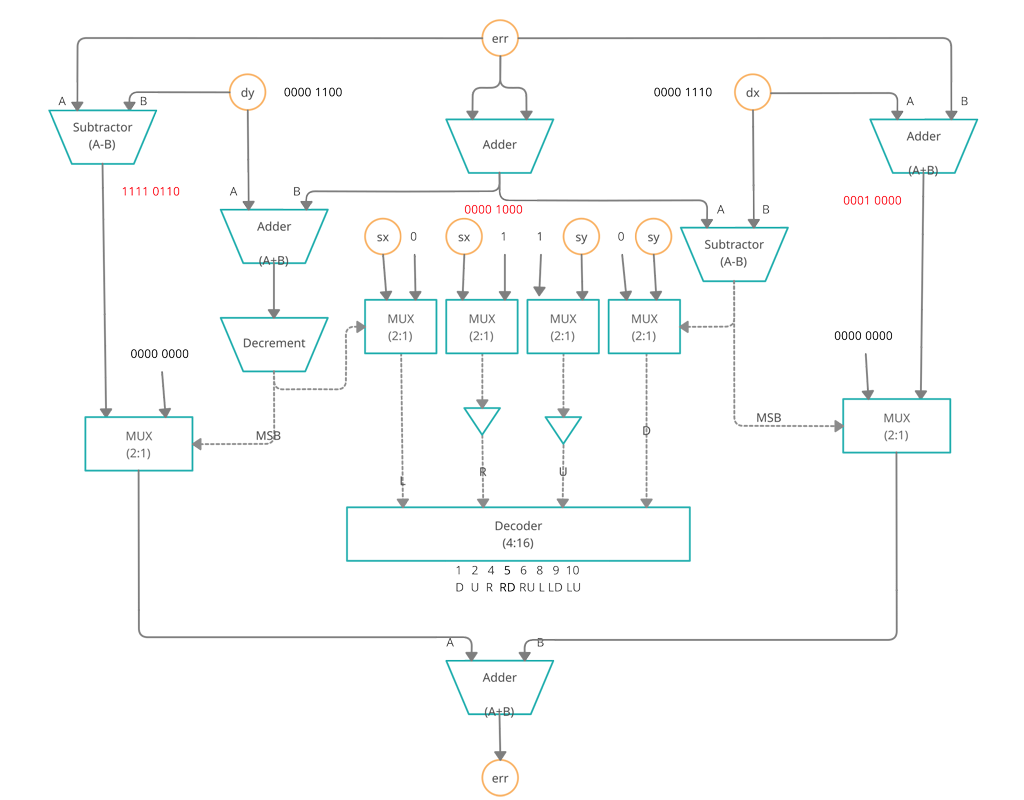 err
dy
0000 1100
0000 1110
dx
A
B
A
B
Subtractor
(A-B)
Adder
Adder
(A+B)
1111 0110
A
B
0000 1000
A
B
0001 0000
Adder
(A+B)
sx
0
sx
1
1
sy
0
sy
Subtractor
(A-B)
MUX
(2:1)
MUX
(2:1)
MUX
(2:1)
MUX
(2:1)
Decrement
0000 0000
0000 0000
MSB
MSB
MUX
(2:1)
MUX
(2:1)
D
R
U
L
Decoder
(4:16)
1 2 4 5 6 8 9 10
D U R RD RU L LD LU
A
B
Adder
(A+B)
err